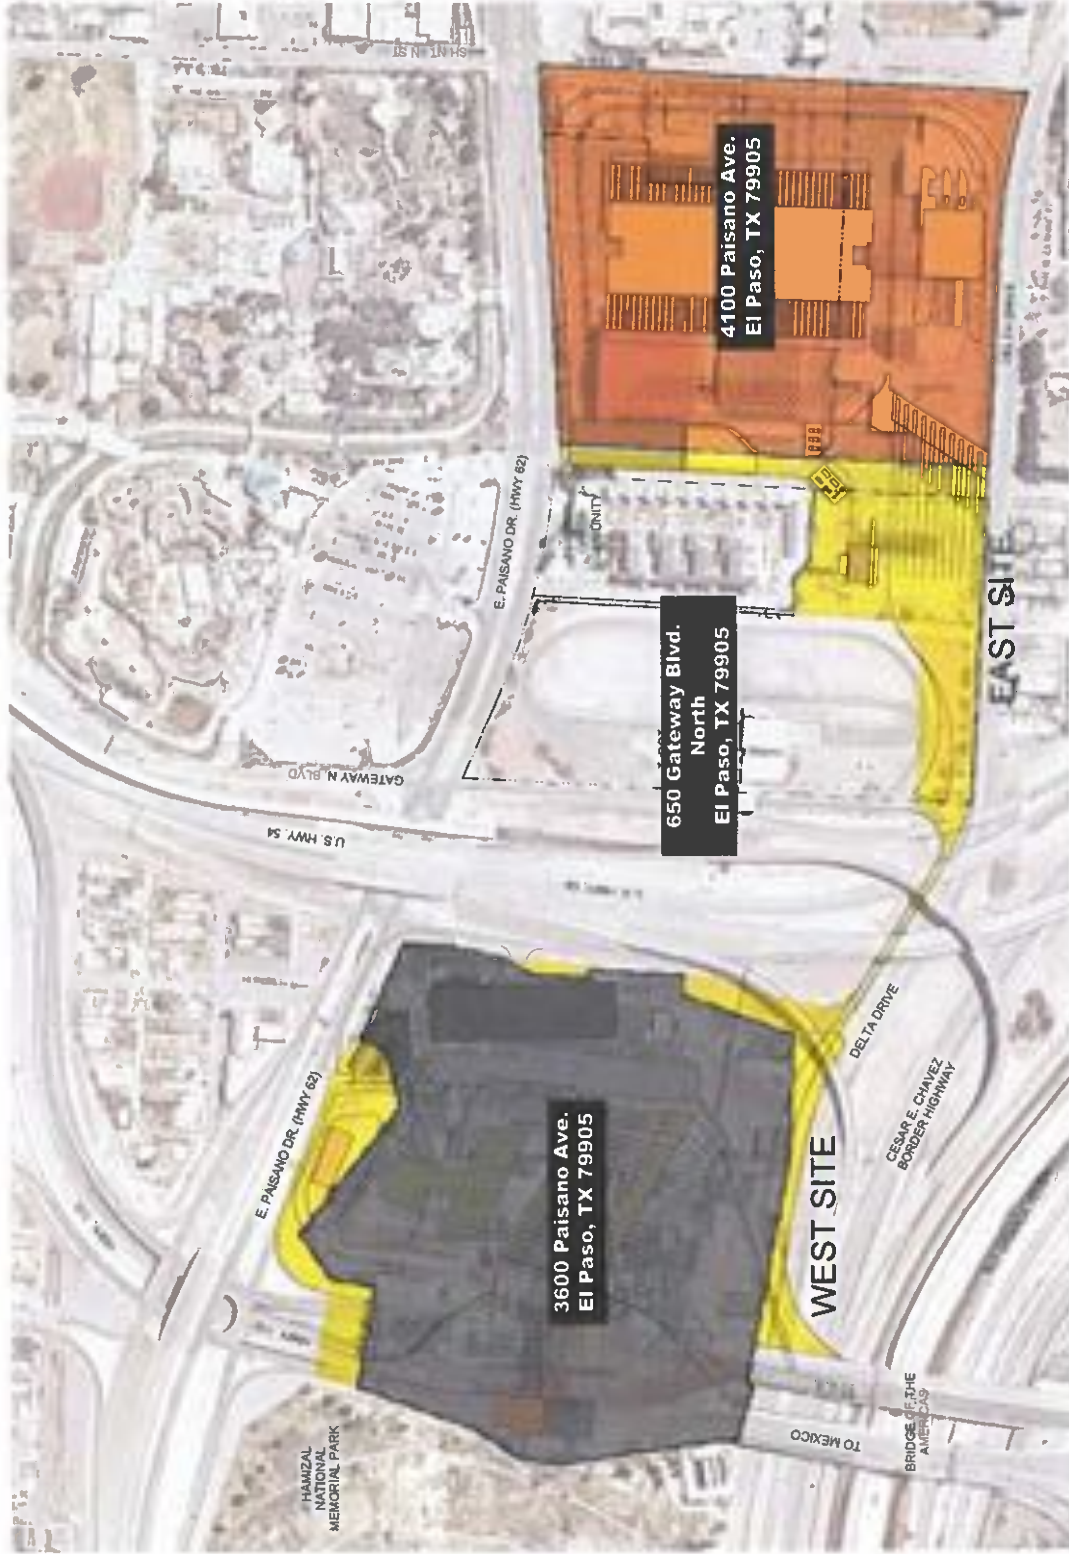 HAMIZAL
NATIONAL
MEMORIAL PARK
E. PAISANO DR. (HWY 62)
U.S. HWY. 54
GATEWAY N. BLVD
E. PAISANO DR. (HWY 62)
3600 Paisano Ave.
El Paso, TX 79905
650 Gateway Blvd.
North
El Paso, TX 79905
4100 Paisano Ave.
El Paso, TX 79905
TO MEXICO
WEST SITE
DELTA DRIVE
EAST SITE
BRIDGE OF THE
AMERICAS
CESAR E. CHAVEZ
BORDER HIGHWAY